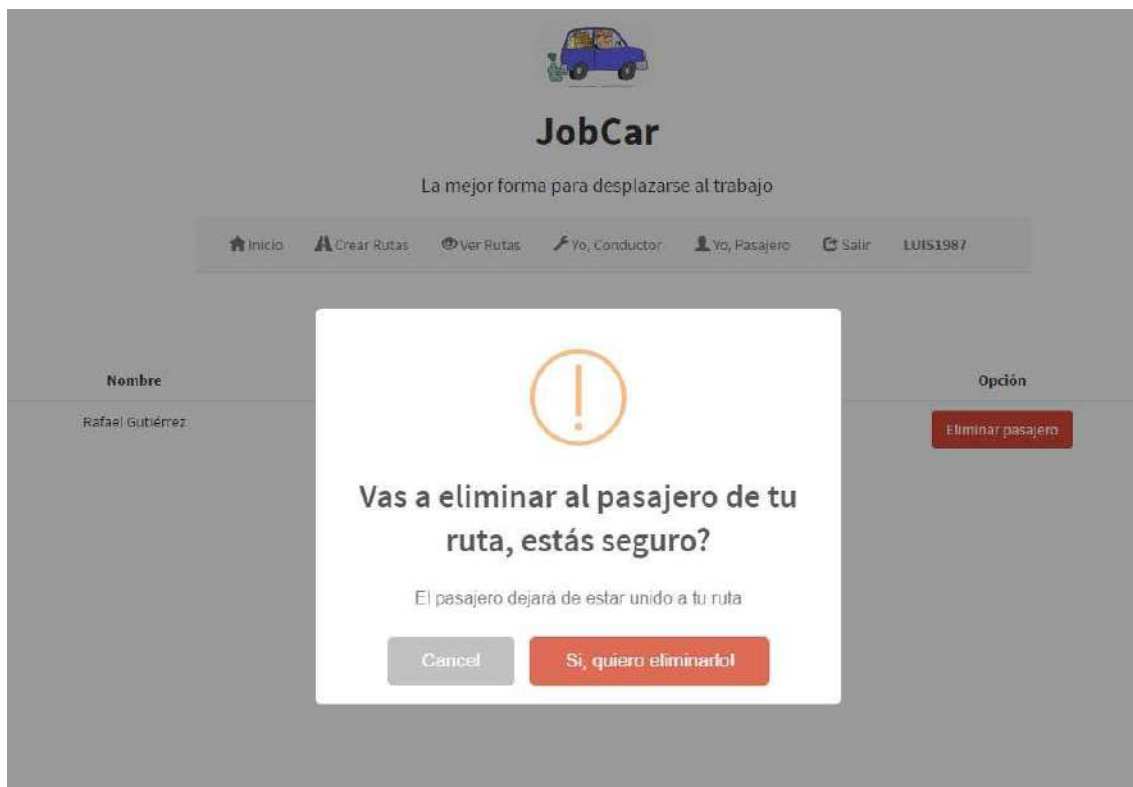 JobCar
La mejor forma para desplazarse al trabajo
Inicio Crear Rutas Ver Rutas Yo, Conductor Yo, Pasajero Salir LUIS1987
Nombre Opción
Rafael Gutiérrez Eliminar pasajero
Vas a eliminar al pasajero de tu
ruta, estás seguro?
El pasajero dejará de estar unido a tu ruta
Cancel Si, quiero eliminarlo!